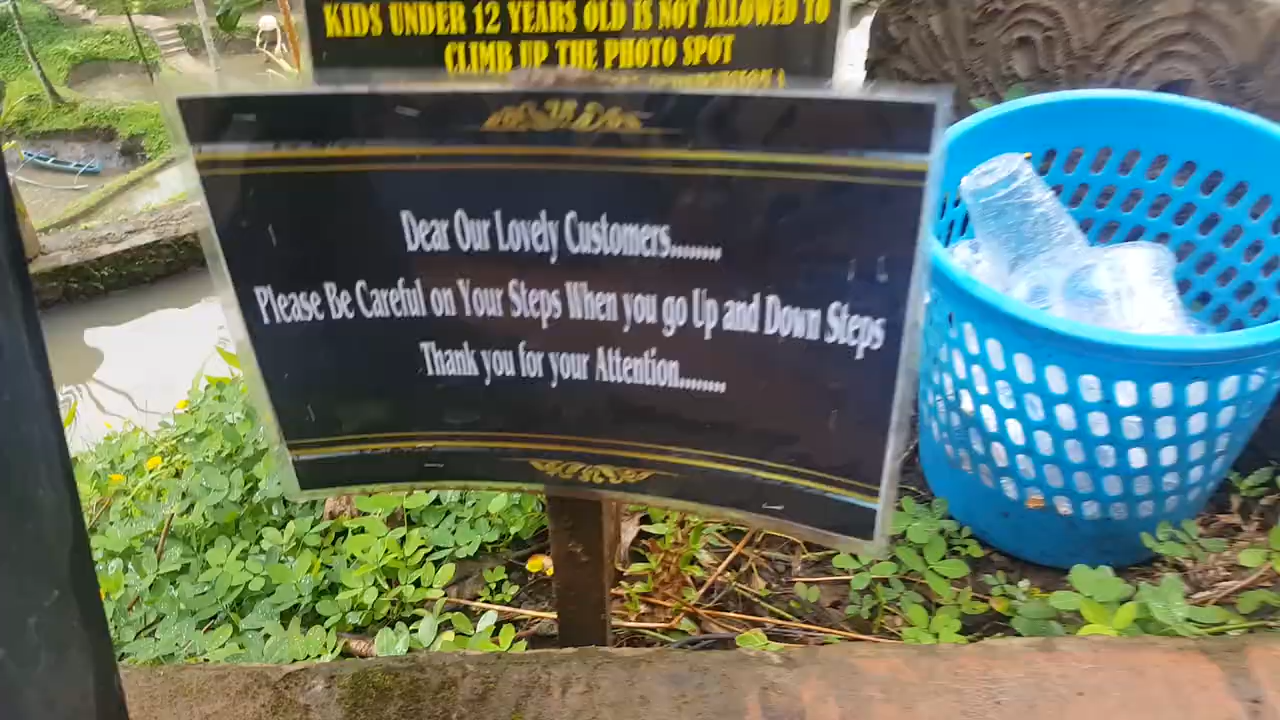 KIDS UNDER 12 YEARS OLD IS NOT ALLOWED TO
CLIMB UP THE PHOTO SPOT
Dear Our Lovely Customers.........
Please Be Careful on Your Steps When you go Up and Down Steps
Thank you for your Attention.........